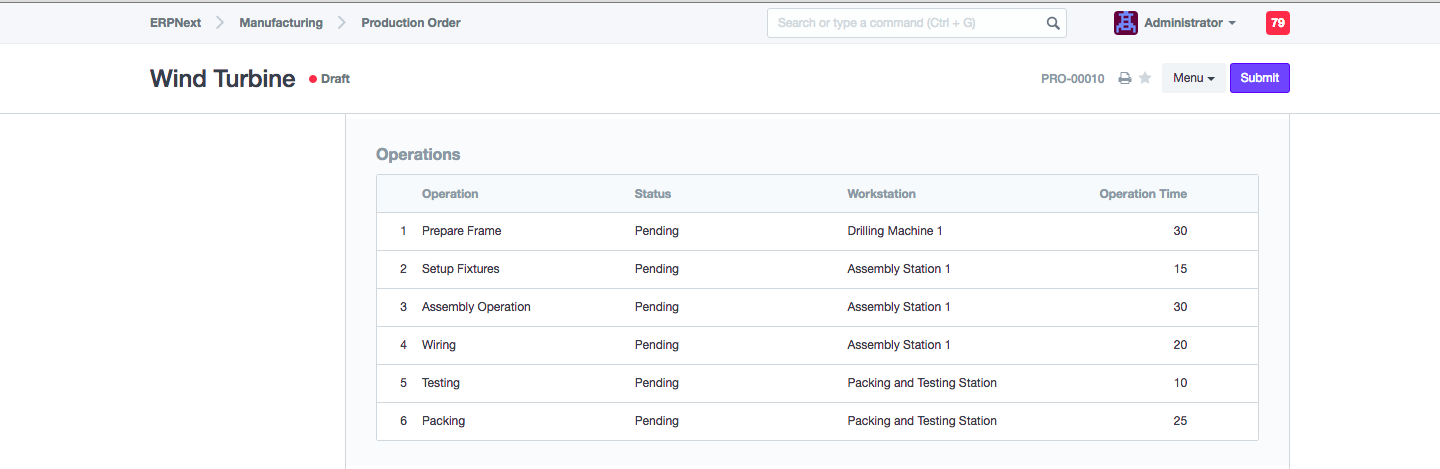 ERPNext Manufacturing Production Order Search or type a command (Ctrl + G) Administrator 79
Wind Turbine Draft PRO-00010 Menu Submit
Operations
Operation Status Workstation Operation Time
1 Prepare Frame Pending Drilling Machine 1 30
2 Setup Fixtures Pending Assembly Station 1 15
3 Assembly Operation Pending Assembly Station 1 30
4 Wiring Pending Assembly Station 1 20
5 Testing Pending Packing and Testing Station 10
6 Packing Pending Packing and Testing Station 25